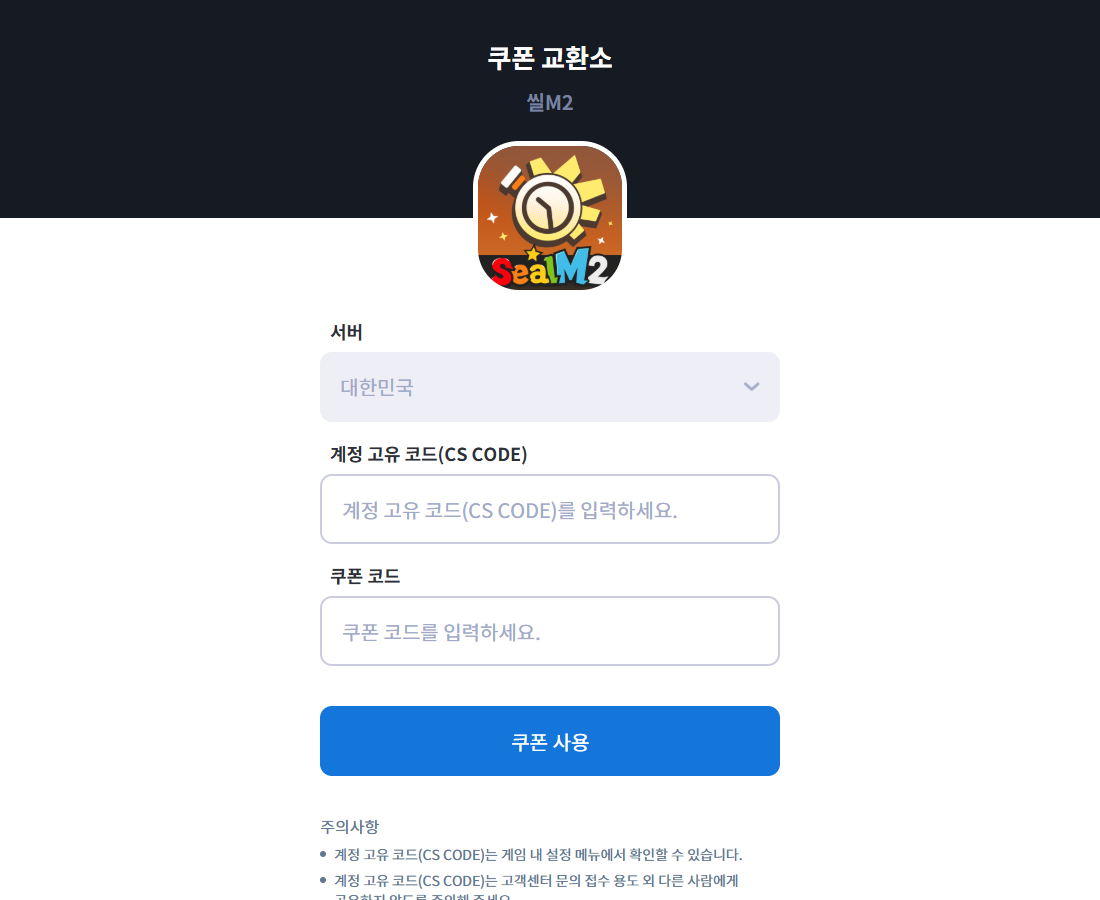 쿠폰 교환소
씰M2
SealM2
서버
대한민국
계정 고유 코드(CS CODE)
계정 고유 코드(CS CODE)를 입력하세요.
쿠폰 코드
쿠폰 코드를 입력하세요.
쿠폰 사용
주의사항
계정 고유 코드(CS CODE)는 게임 내 설정 메뉴에서 확인할 수 있습니다.
계정 고유 코드(CS CODE)는 고객센터 문의 접수 용도 외 다른 사람에게